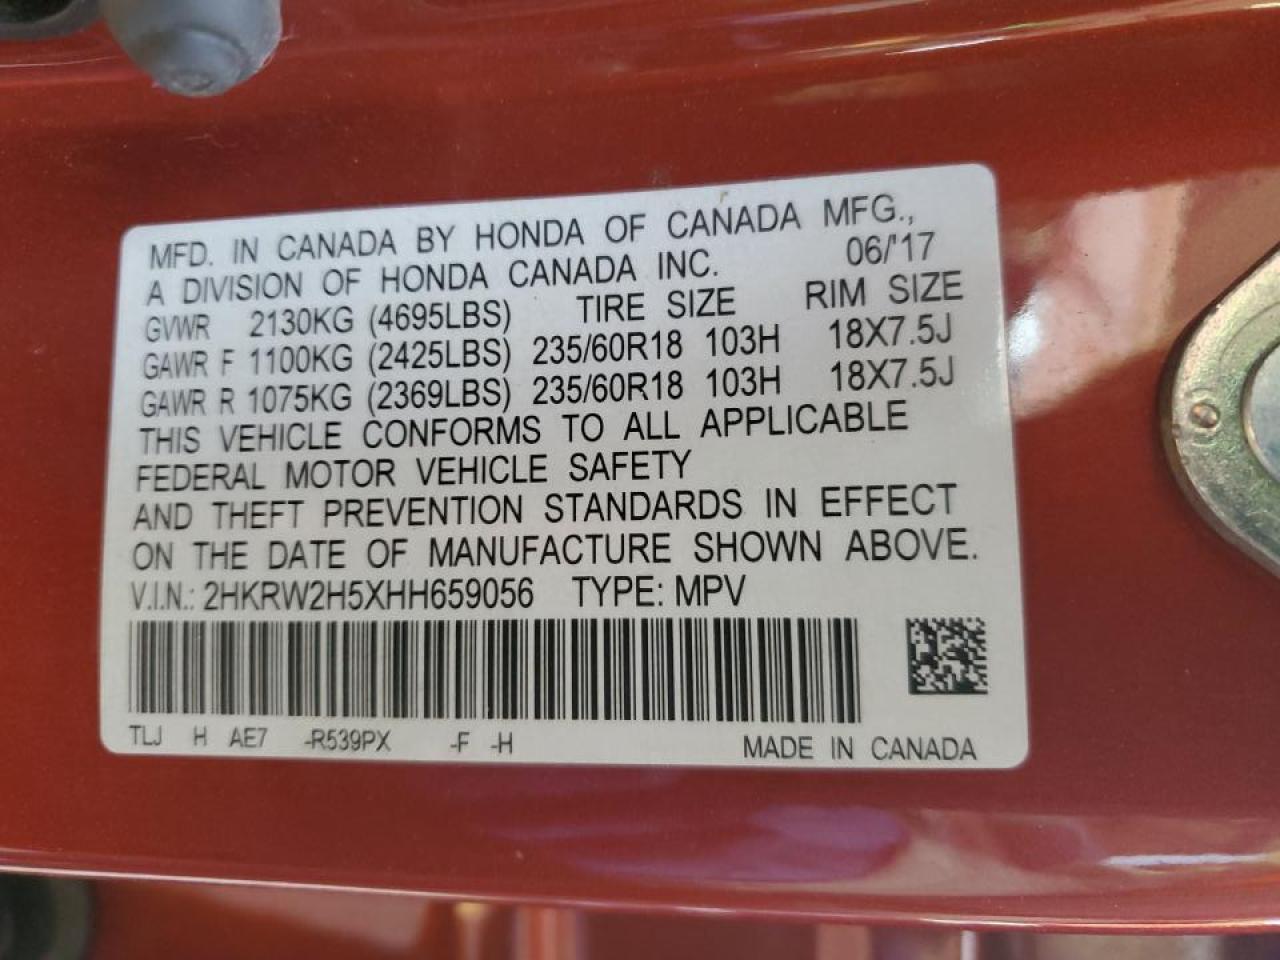 MFD. IN CANADA BY HONDA OF CANADA MFG.,
A DIVISION OF HONDA CANADA INC. 06/'17
GVWR 2130KG (4695LBS) TIRE SIZE RIM SIZE
GAWR F 1100KG (2425LBS) 235/60R18 103H 18X7.5J
GAWR R 1075KG (2369LBS) 235/60R18 103H 18X7.5J
THIS VEHICLE CONFORMS TO ALL APPLICABLE
FEDERAL MOTOR VEHICLE SAFETY
AND THEFT PREVENTION STANDARDS IN EFFECT
ON THE DATE OF MANUFACTURE SHOWN ABOVE.
V.I.N.: 2HKRW2H5XHH659056 TYPE: MPV
TLJ H AE7 -R539PX -F -H MADE IN CANADA